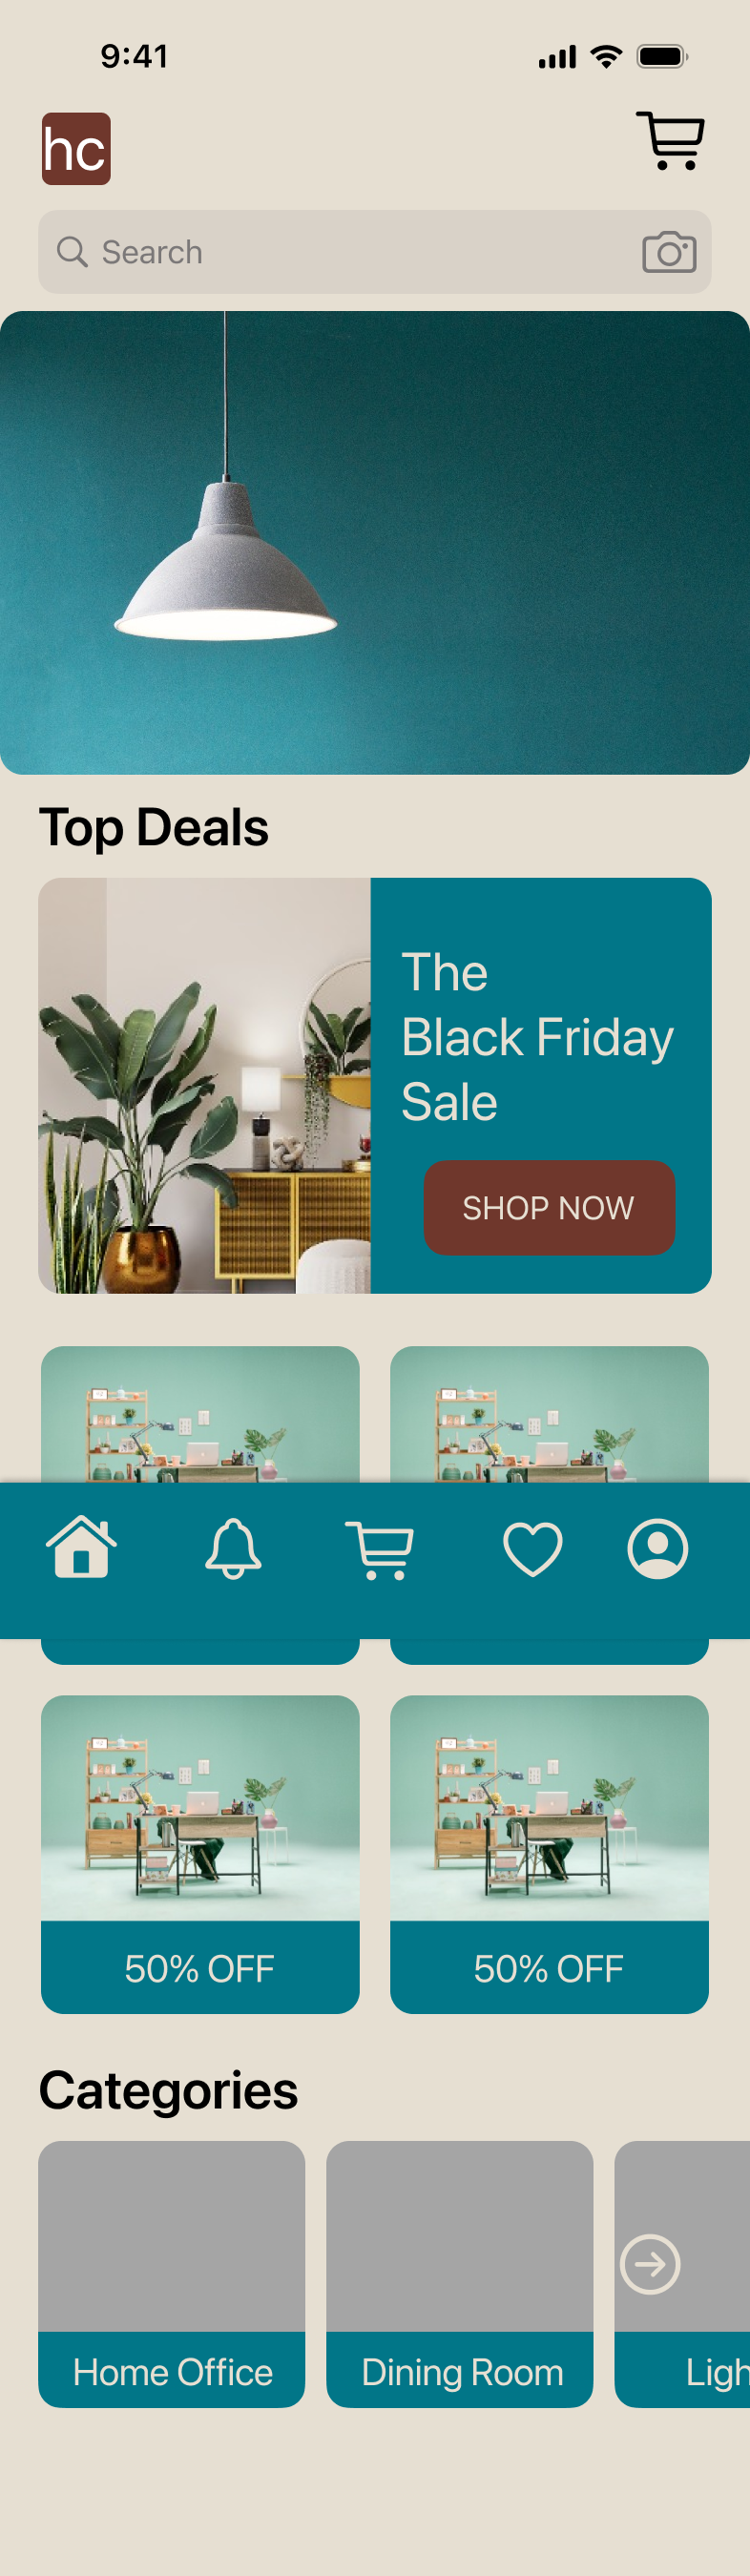 9:41
hc
Search
Top Deals
The
Black Friday
Sale
SHOP NOW
50% OFF
50% OFF
Categories
Home Office
Dining Room
Ligh